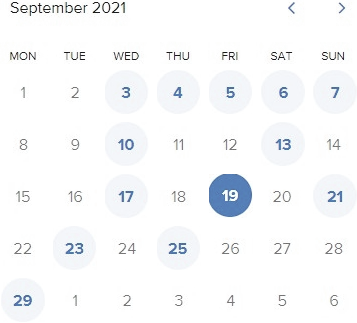 September 2021
MON TUE WED THU FRI SAT SUN
1 2 3 4 5 6 7
8 9 10 11 12 13 14
15 16 17 18 19 20 21
22 23 24 25 26 27 28
29 1 2 3 4 5 6